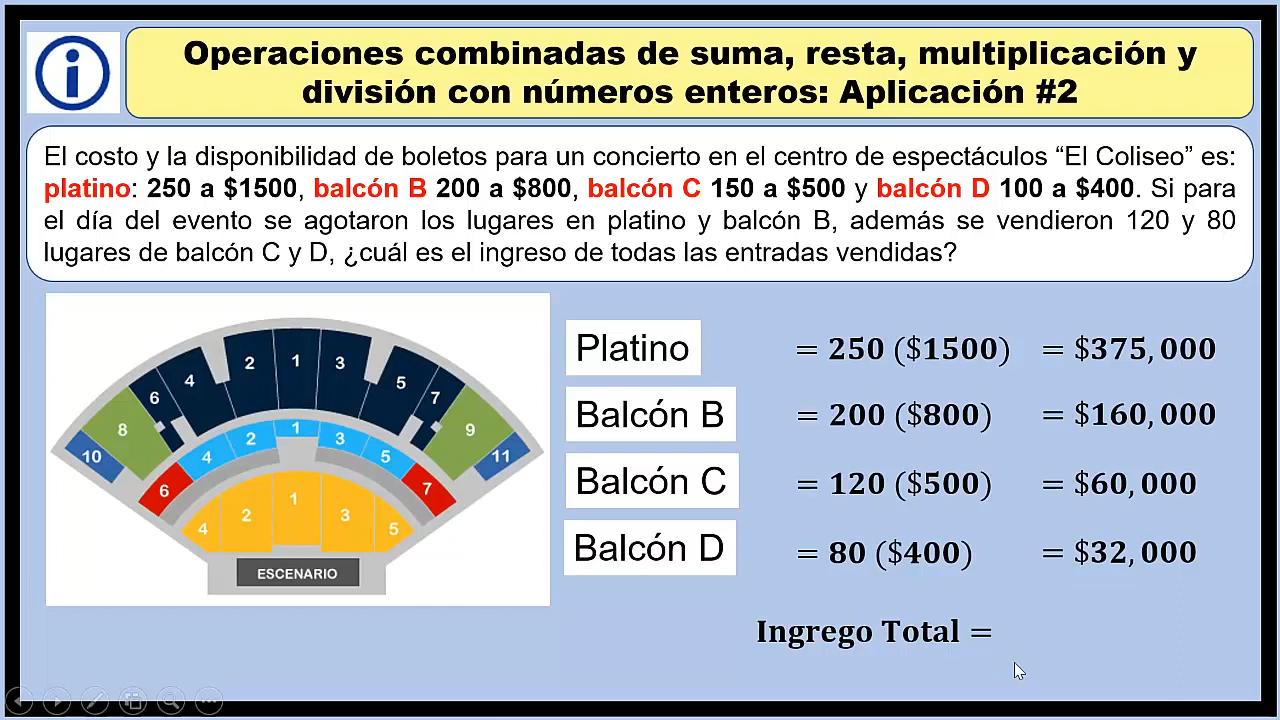 i
Operaciones combinadas de suma, resta, multiplicación y
división con números enteros: Aplicación #2
El costo y la disponibilidad de boletos para un concierto en el centro de espectáculos “El Coliseo” es:
platino: 250 a $1500, balcón B 200 a $800, balcón C 150 a $500 y balcón D 100 a $400. Si para
el día del evento se agotaron los lugares en platino y balcón B, además se vendieron 120 y 80
lugares de balcón C y D, ¿cuál es el ingreso de todas las entradas vendidas?
6 4 2 1 3 5 7
8 9
10 11
6 4 2 1 3 5 7
4 2 1 3 5
ESCENARIO
Platino = 250 ($1500) = $375,000
Balcón B = 200 ($800) = $160,000
Balcón C = 120 ($500) = $60,000
Balcón D = 80 ($400) = $32,000
Ingrego Total =